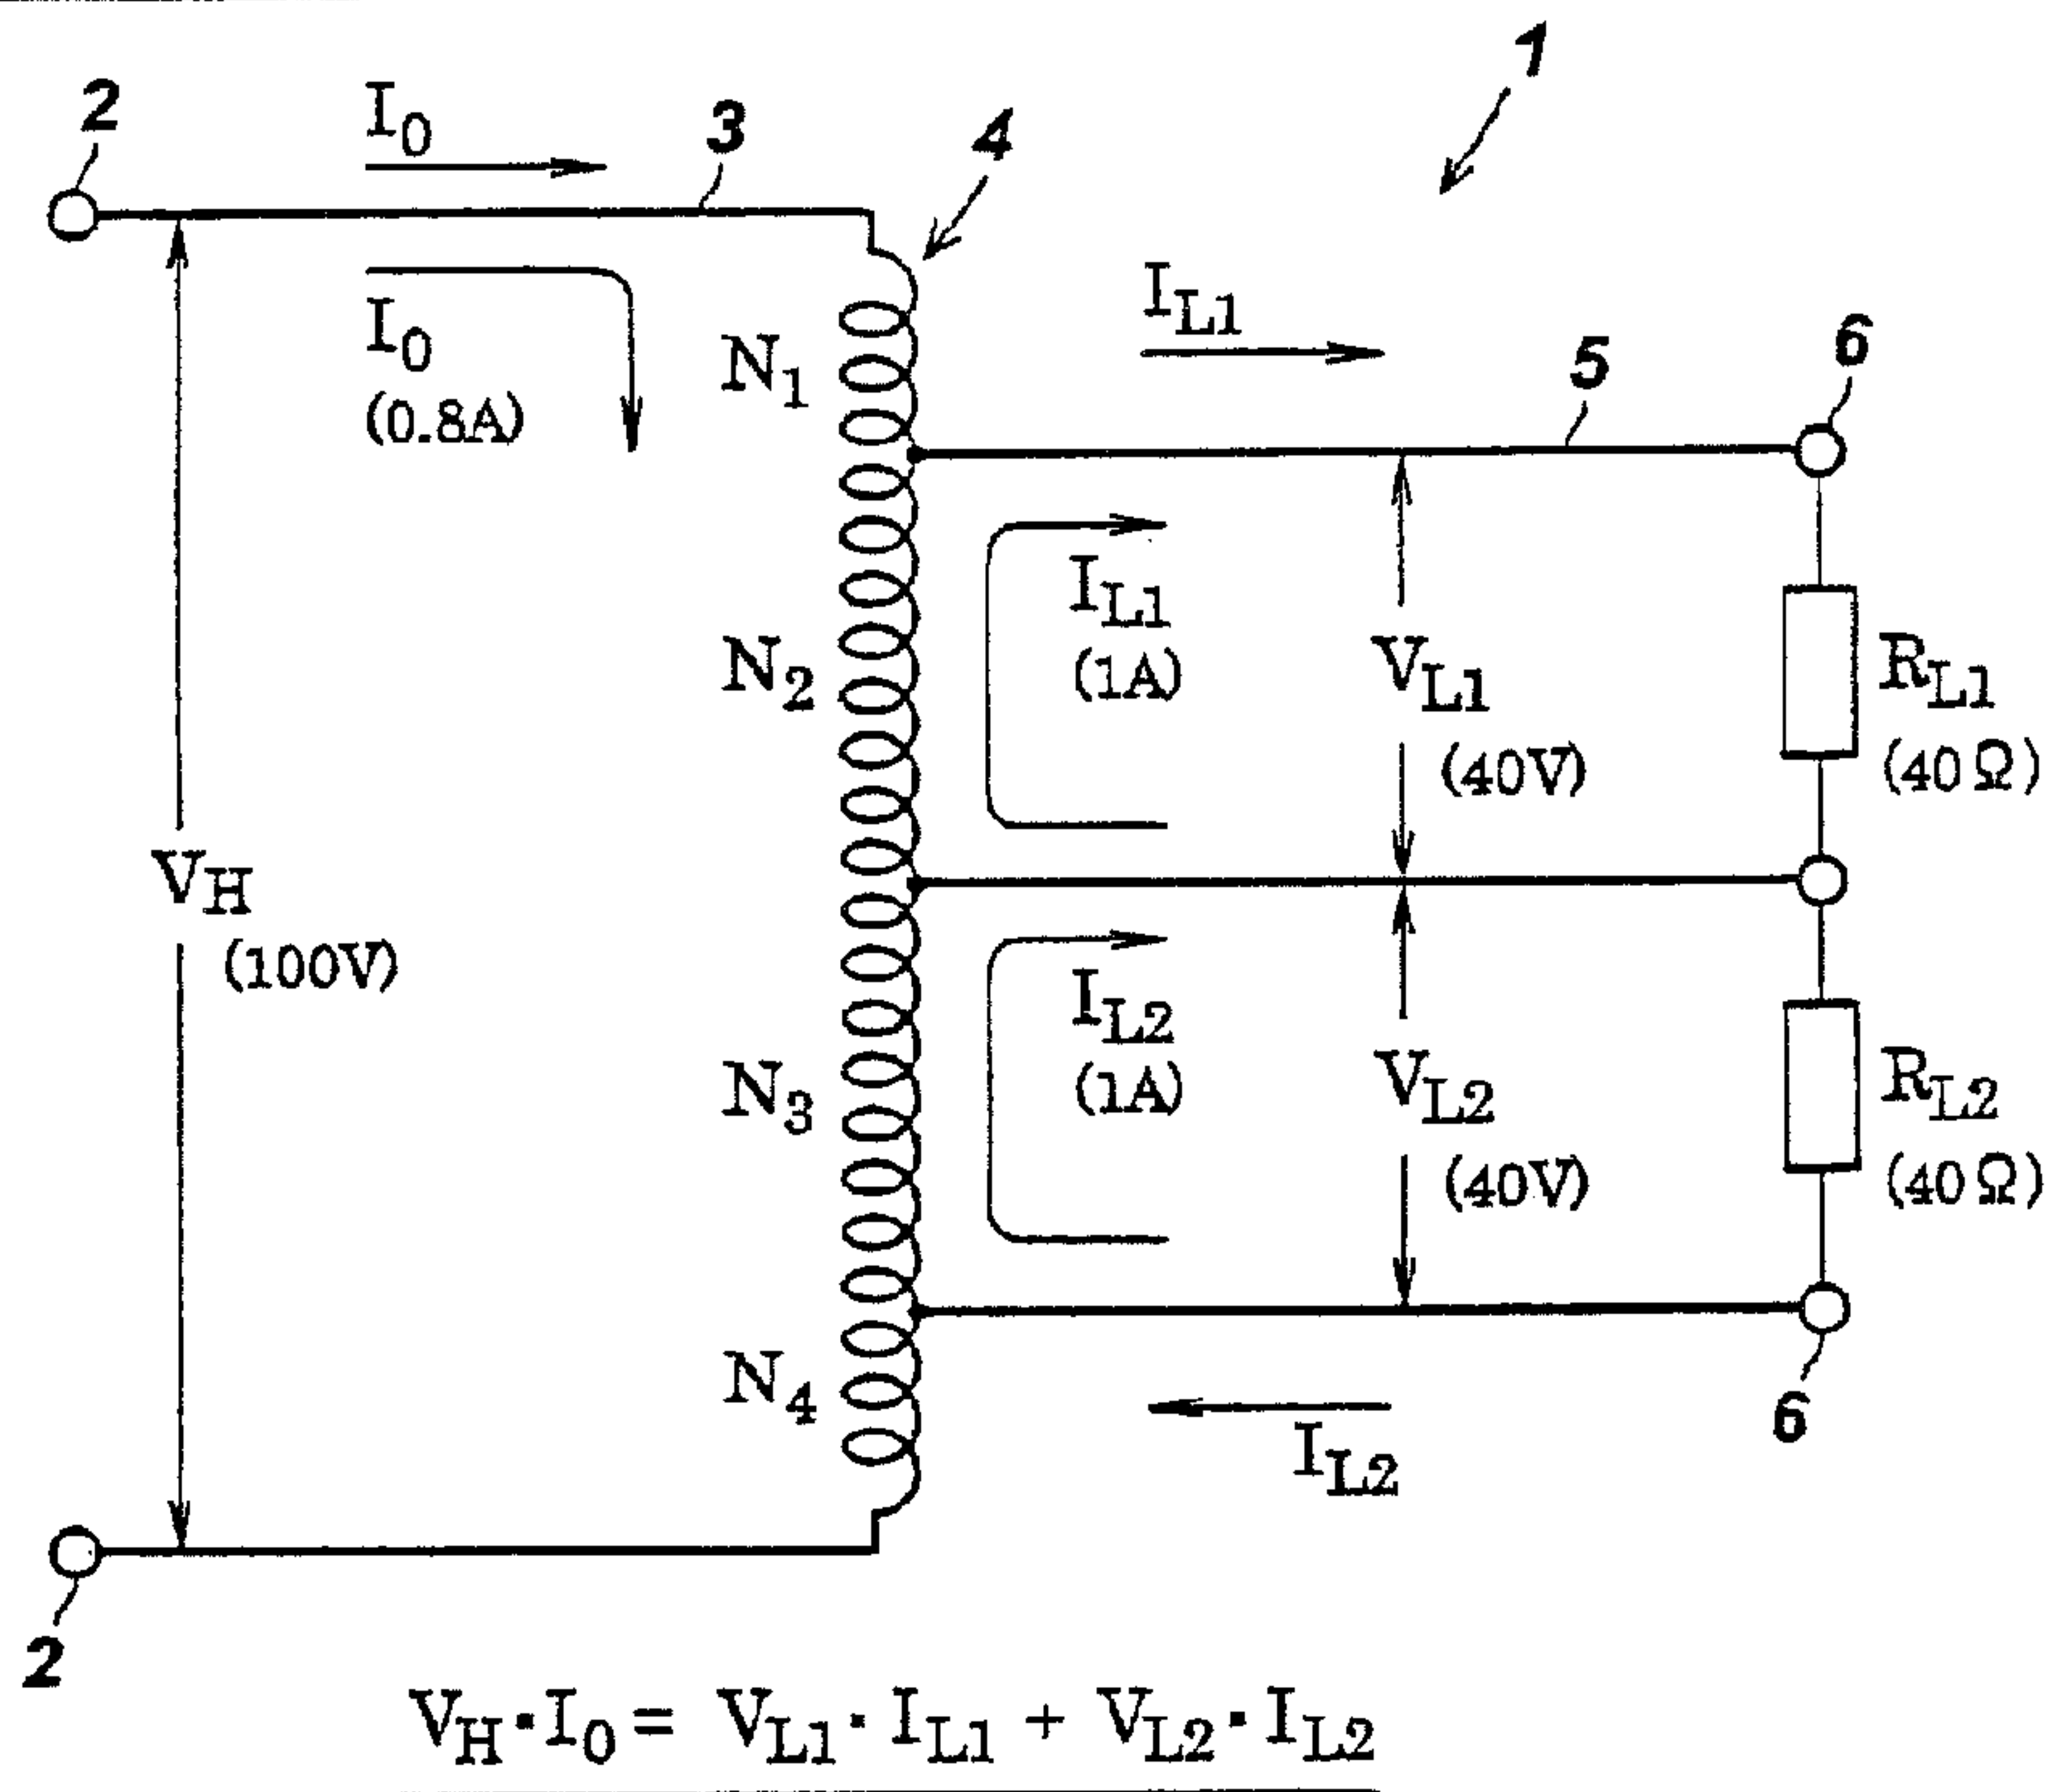 1
2
I0
3
4
I0
(0.8A)
N1
IL1
5
6
N2
IL1
(1A)
VL1
(40V)
RL1
(40Ω)
VH
(100V)
IL2
(1A)
N3
VL2
(40V)
RL2
(40Ω)
N4
IL2
6
2
VH·I0= VL1·IL1 + VL2·IL2